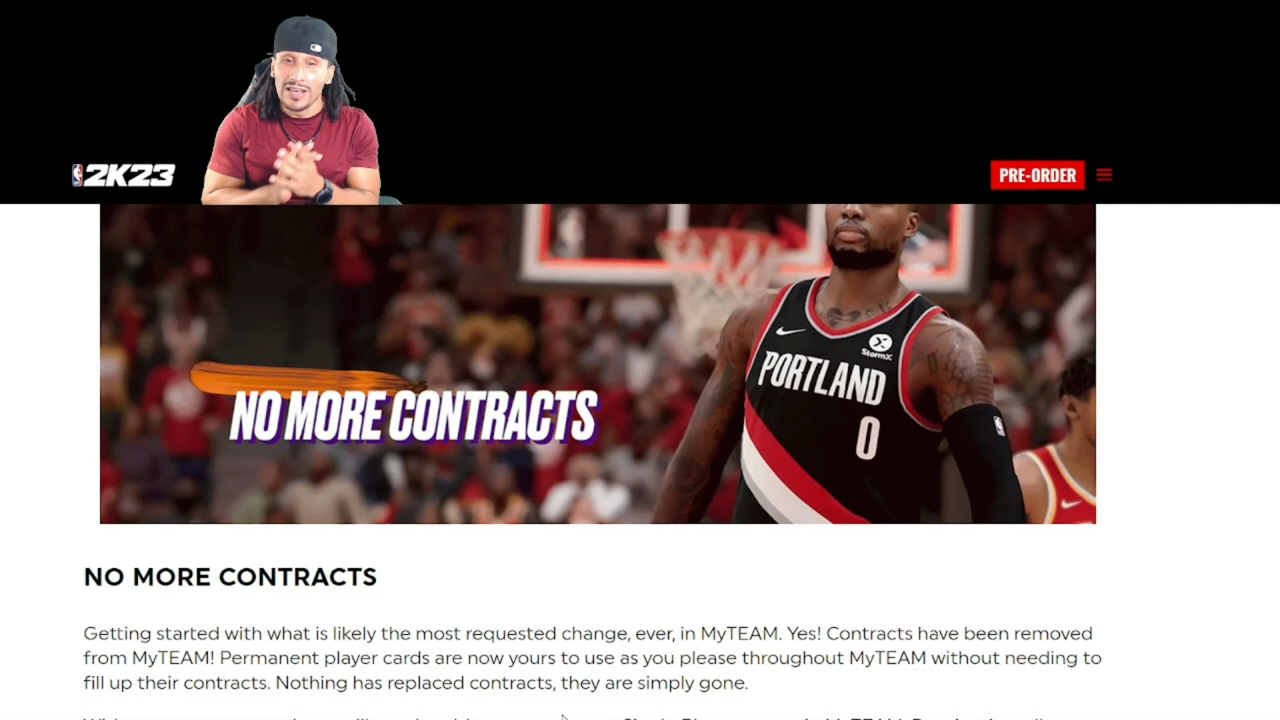 2K23
PRE-ORDER
StormX
PORTLAND
0
NO MORE CONTRACTS
NO MORE CONTRACTS
Getting started with what is likely the most requested change, ever, in MyTEAM. Yes! Contracts have been removed
from MyTEAM! Permanent player cards are now yours to use as you please throughout MyTEAM without needing to
fill up their contracts. Nothing has replaced contracts, they are simply gone.